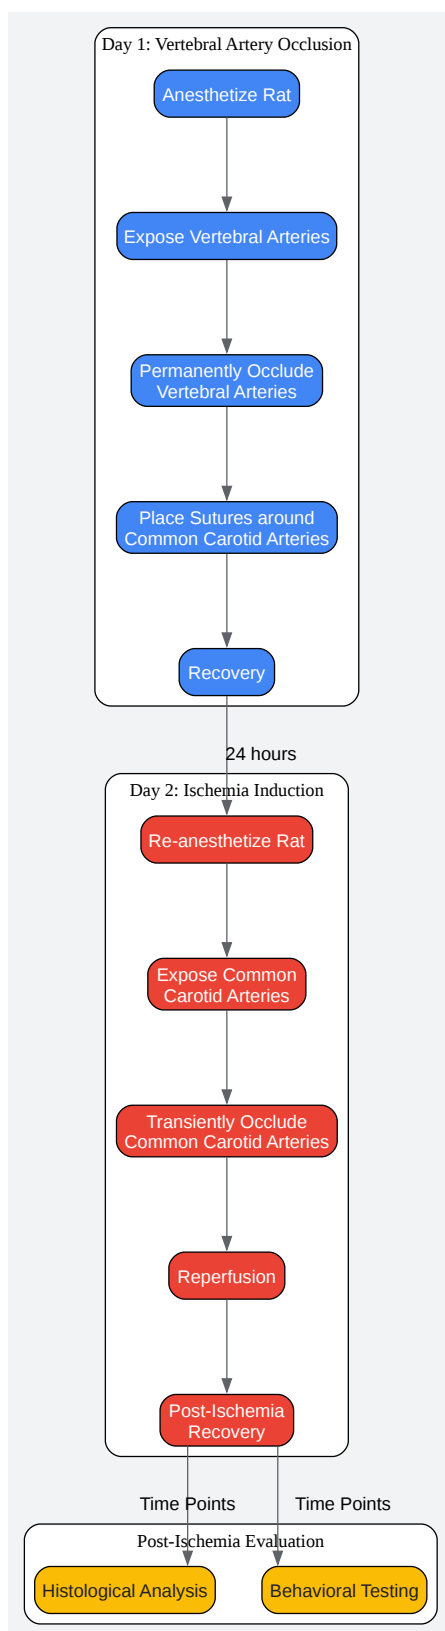 Day 1: Vertebral Artery Occlusion
Anesthetize Rat
Expose Vertebral Arteries
Permanently Occlude
Vertebral Arteries
Place Sutures around
Common Carotid Arteries
Recovery
24 hours
Day 2: Ischemia Induction
Re-anesthetize Rat
Expose Common
Carotid Arteries
Transiently Occlude
Common Carotid Arteries
Reperfusion
Post-Ischemia
Recovery
Time Points
Time Points
Post-Ischemia Evaluation
Histological Analysis
Behavioral Testing